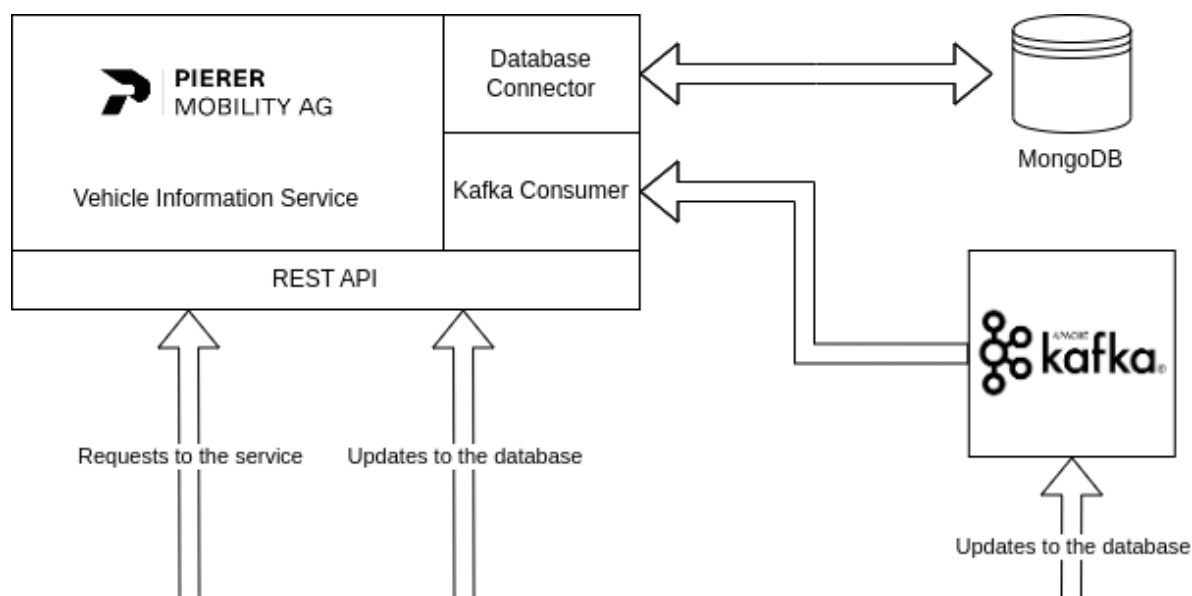 PIERER
MOBILITY AG
Vehicle Information Service
Database
Connector
Kafka Consumer
REST API
MongoDB
APACHE
kafka®
Requests to the service
Updates to the database
Updates to the database